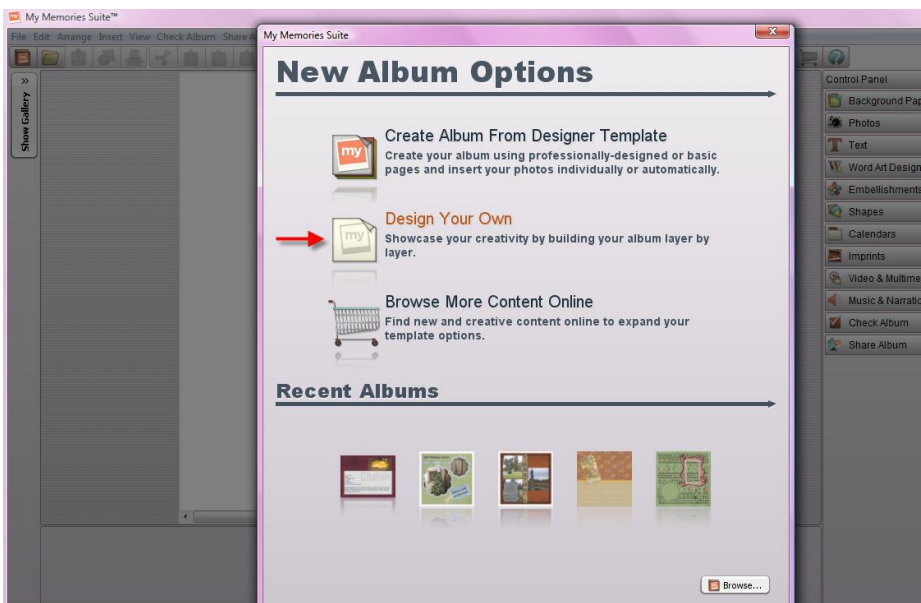 My Memories Suite™
File Edit Arrange Insert View Check Album Share A
My Memories Suite
New Album Options
Show Gallery
my
Create Album From Designer Template
Create your album using professionally-designed or basic
pages and insert your photos individually or automatically.
my
Design Your Own
Showcase your creativity by building your album layer by
layer.
Browse More Content Online
Find new and creative content online to expand your
template options.
Recent Albums
Browse...
Control Panel
Background Pap
Photos
Text
Word Art Design
Embellishments
Shapes
Calendars
Imprints
Video & Multime
Music & Narratio
Check Album
Share Album